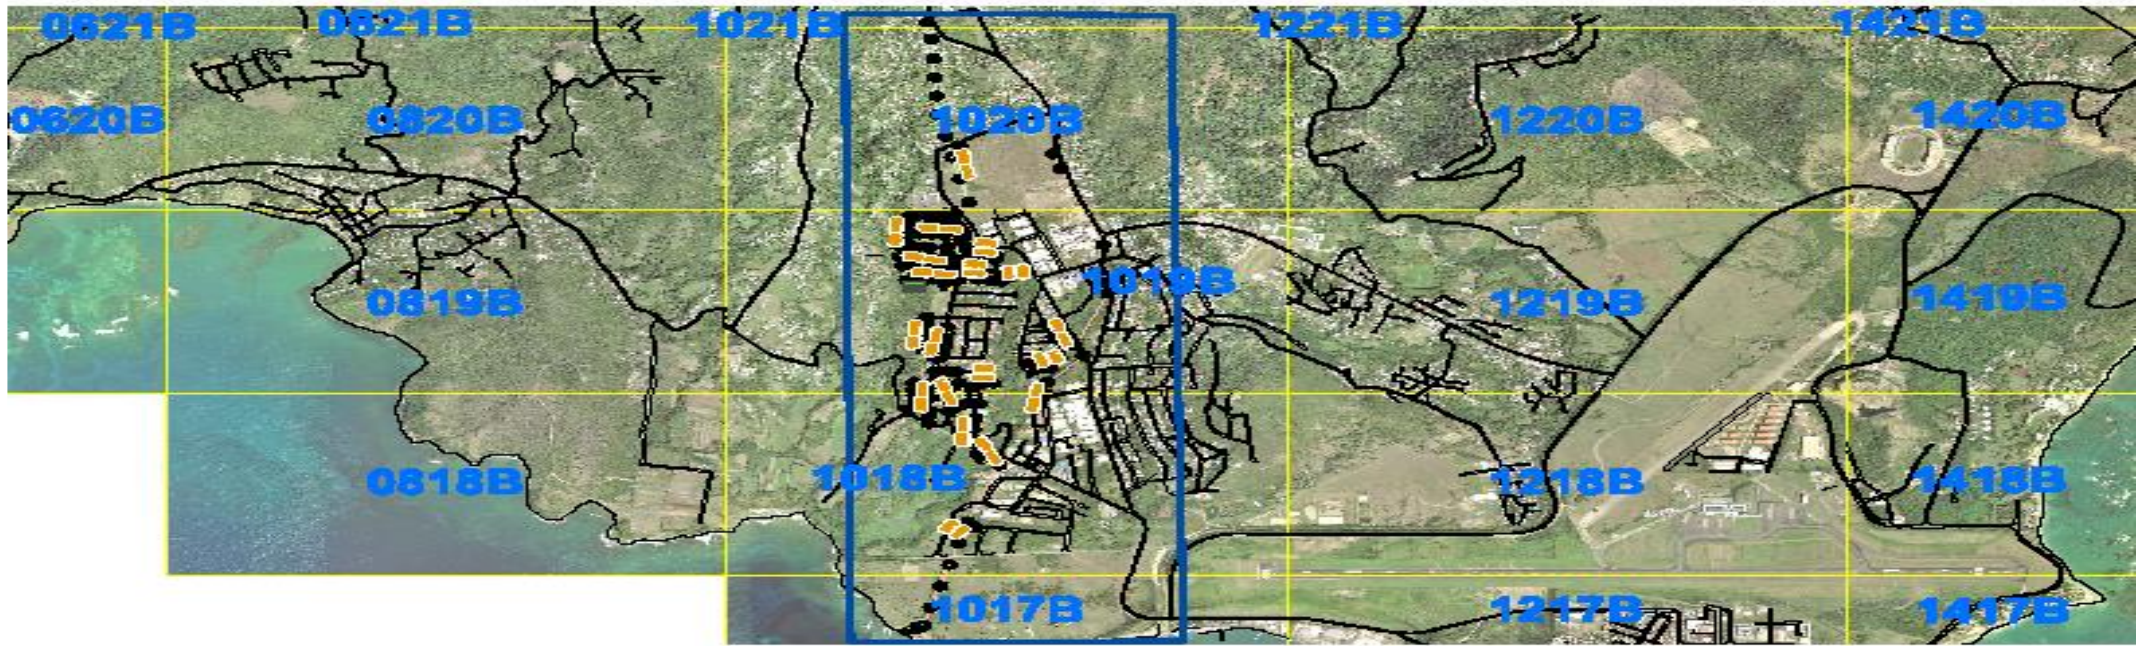 0621B 0821B 1021B 1221B 1421B
0620B 0820B 1020B 1220B 1420B
0819B 1019B 1219B 1419B
0818B 1018B 1218B 1418B
1017B 1217B 1417B